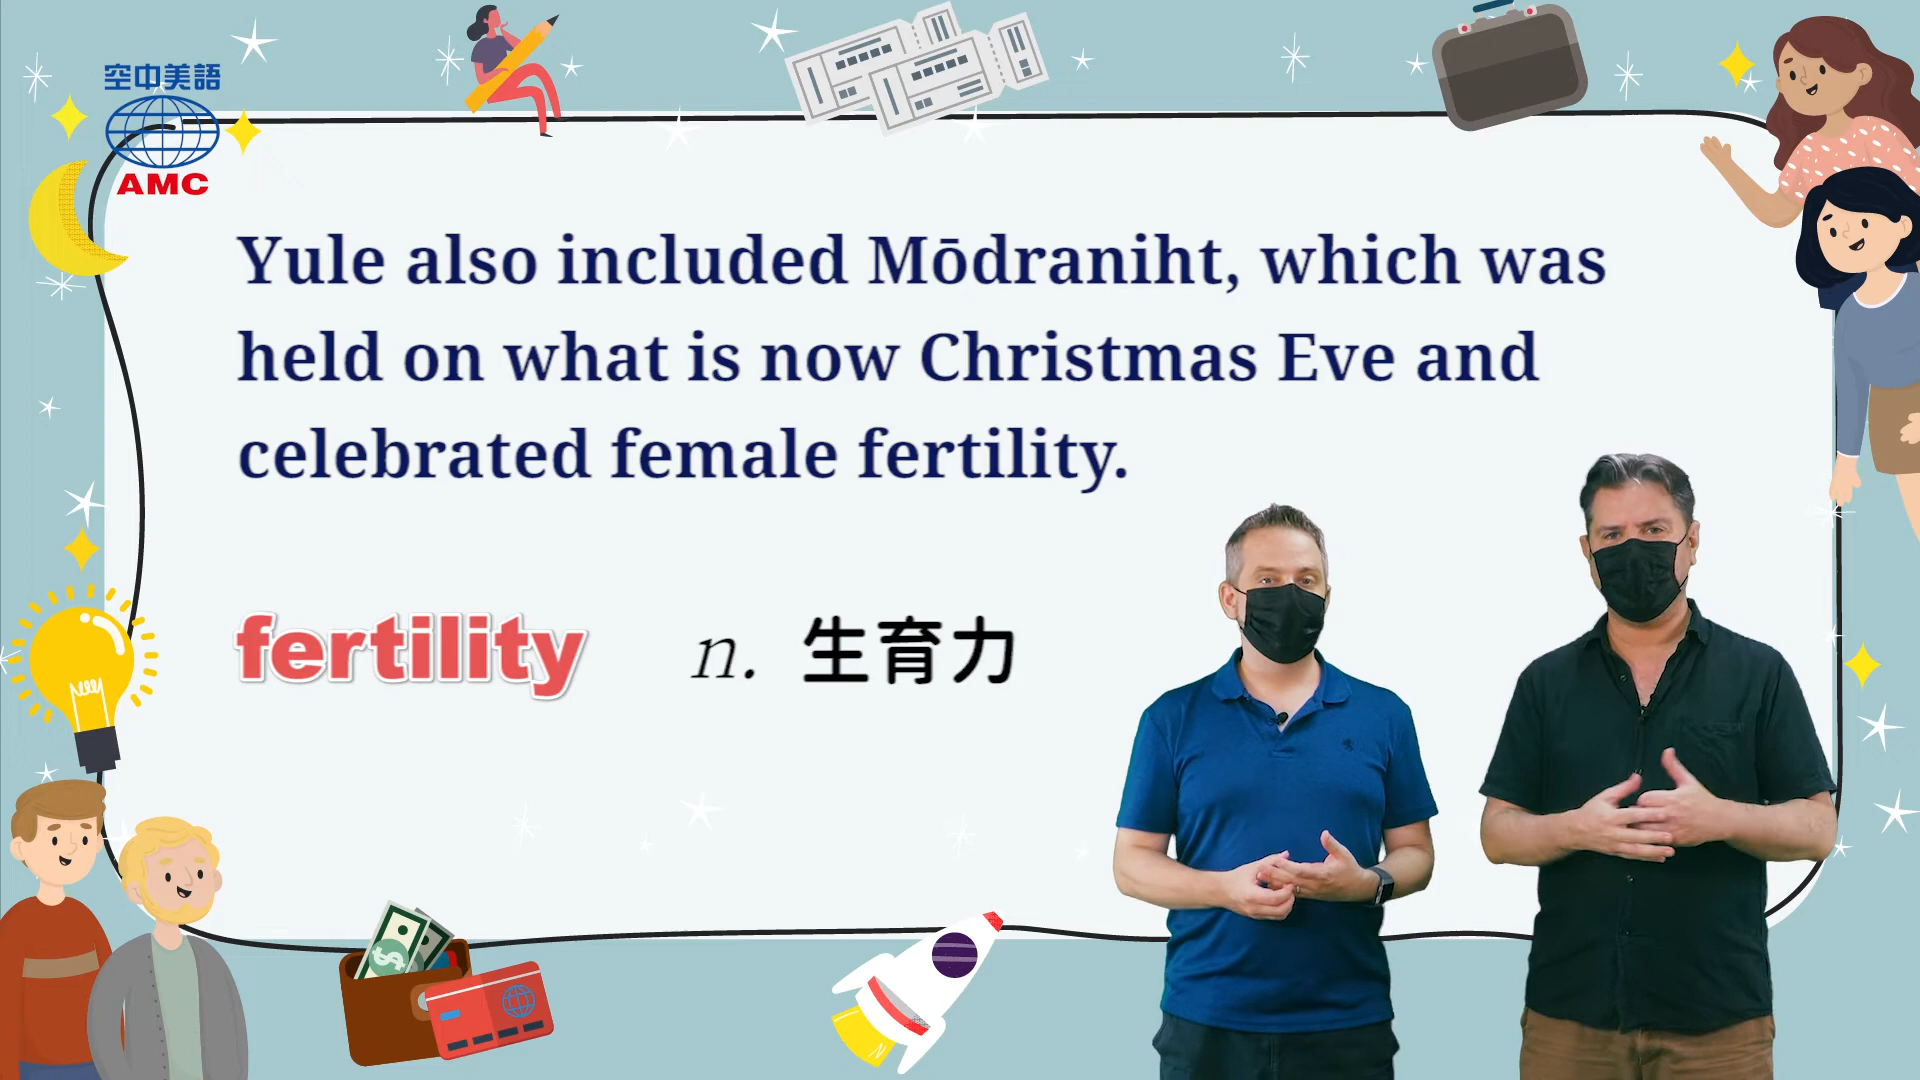 空中美語
AMC
Yule also included Mōdraniht, which was
held on what is now Christmas Eve and
celebrated female fertility.
fertility n. 生育力